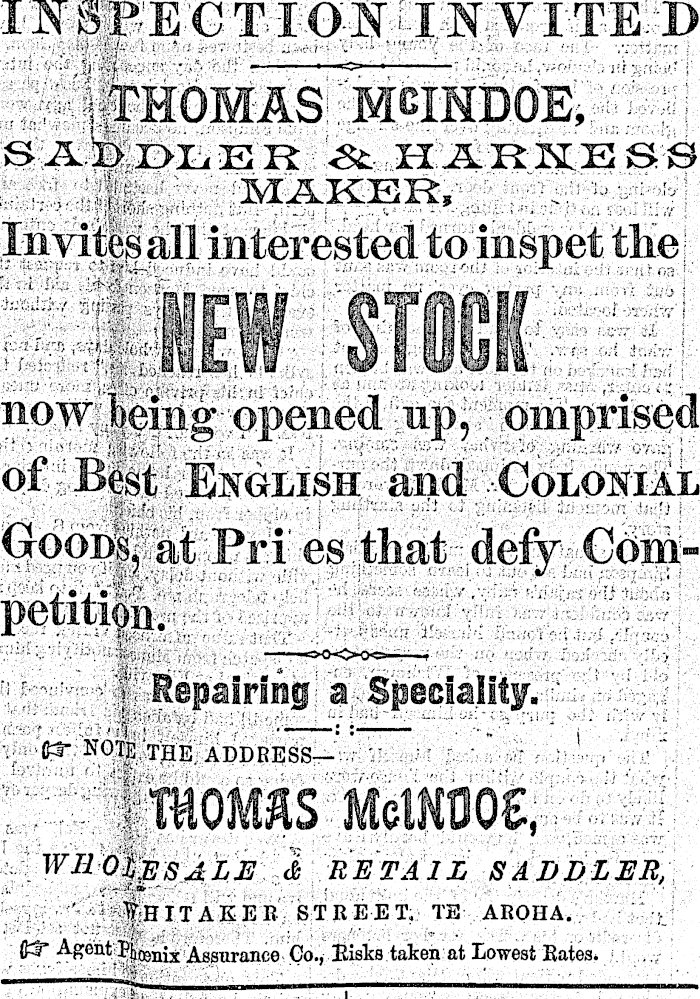 INSPECTION INVITED
THOMAS McINDOE,
SADDLER & HARNESS
MAKER,
Invites all interested to inspet the
NEW STOCK
now being opened up, omprised
of Best ENGLISH and COLONIAL
GOODS, at Pri es that defy Com-
petition.
Repairing a Speciality.
☞ NOTE THE ADDRESS—
THOMAS McINDOE,
WHOLESALE & RETAIL SADDLER,
WHITAKER STREET, TE AROHA.
☞ Agent Phœnix Assurance Co., Risks taken at Lowest Rates.